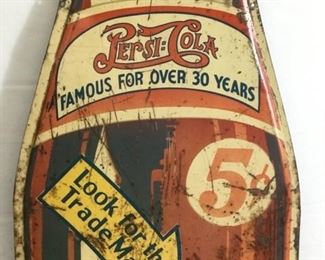 PEPSI:COLA
FAMOUS FOR OVER 30 YEARS
5¢
Look for the
Trade M